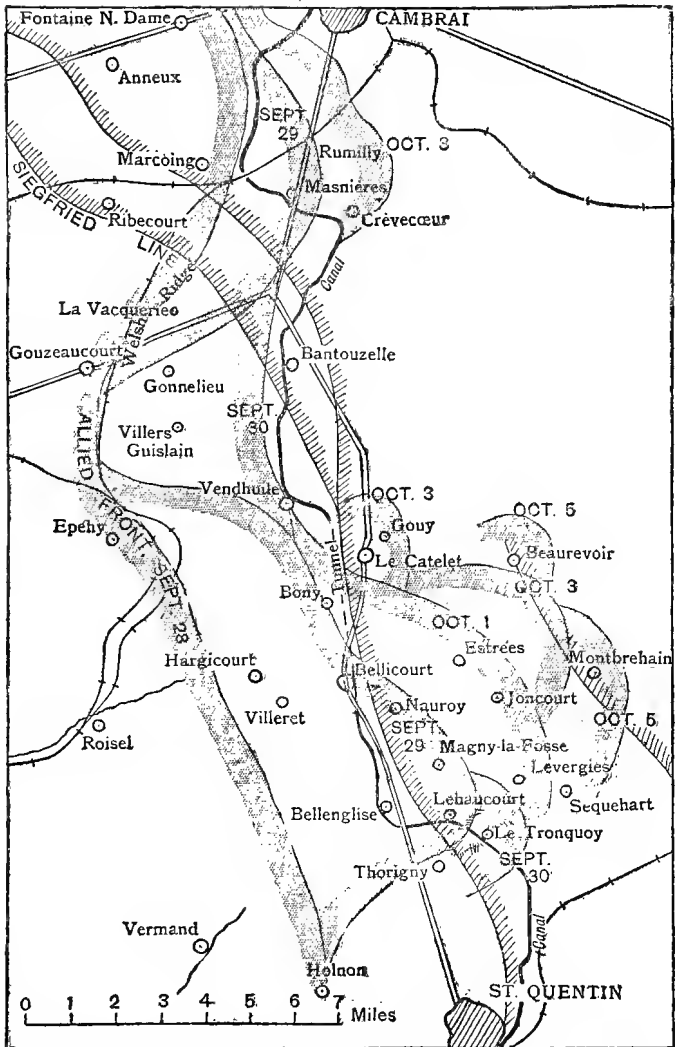 Fontaine N. Dame
CAMBRAI
Anneux
SEPT.
29
OCT. 3
Rumilly
Marcoing
Masnières
SIEGFRIED
LINE
Ribecourt
Crèvecœur
Canal
Welsh Ridge
La Vacquerie
Gouzeaucourt
Bantouzelle
Gonnelieu
SEPT.
30
Villers
Guislain
ALLIED
FRONT, SEPT. 28
Vendhuile
OCT. 3
Gouy
OCT. 5
Epéhy
Tunnel
Le Catelet
Beaurevoir
OCT. 3
Bony
OCT. 1
Estrées
Hargicourt
Bellicourt
Montbrehain
Villeret
Nauroy
Joncourt
SEPT.
29
OCT. 5
Roisel
Magny-la-Fosse
Levergies
Sequehart
Bellenglise
Lehaucourt
Le Tronquoy
SEPT.
30
Thorigny
Vermand
Canal
Holnon
ST. QUENTIN
0 1 2 3 4 5 6 7
Miles